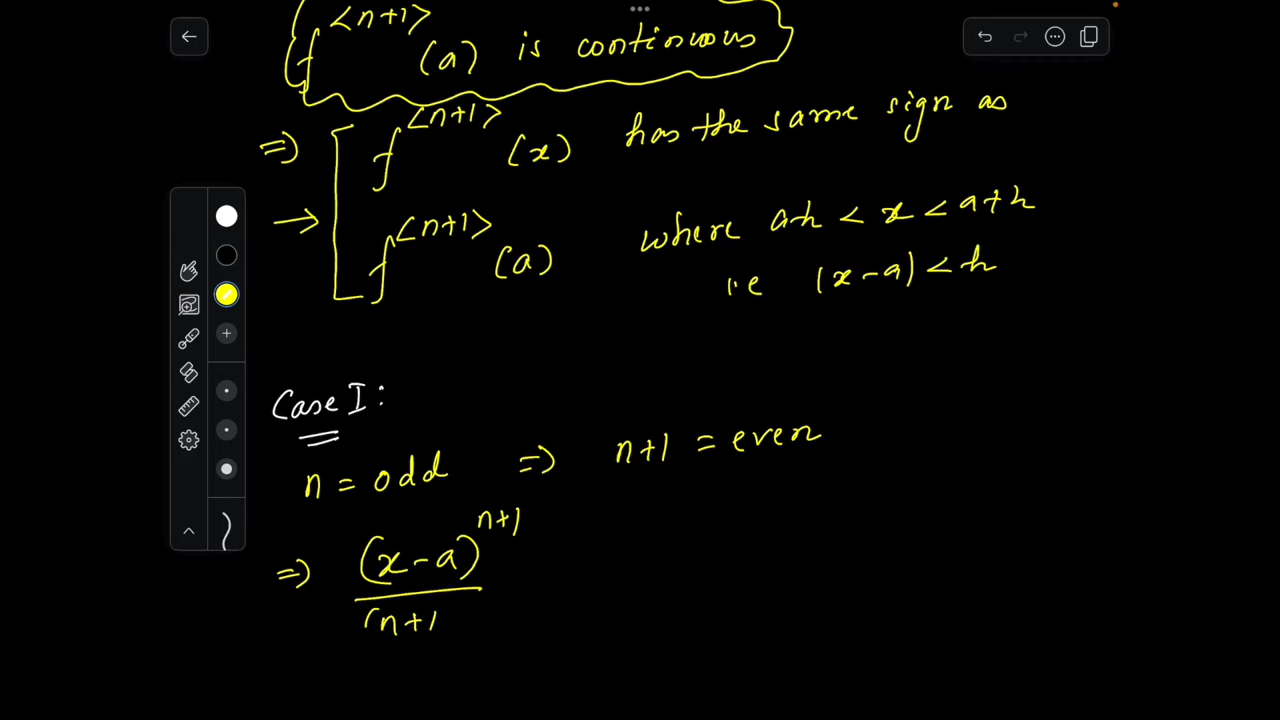 f^{<n+1>}(a) is continuous
=> [ f^{<n+1>}(x) has the same sign as
→ f^{<n+1>}(a) where a-h < x < a+h
i.e (x-a) < h
Case I:
n = odd => n+1 = even
=> (x-a)^{n+1}
(n+1